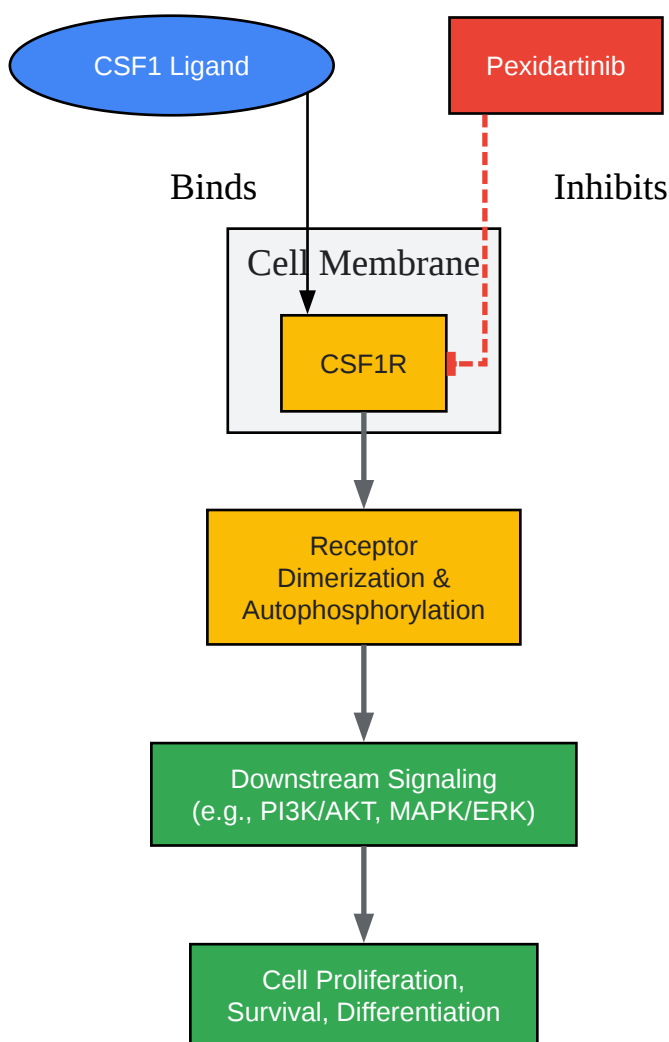 CSF1 Ligand
Pexidartinib
Binds
Inhibits
Cell Membrane
CSF1R
Receptor
Dimerization &
Autophosphorylation
Downstream Signaling
(e.g., PI3K/AKT, MAPK/ERK)
Cell Proliferation,
Survival, Differentiation